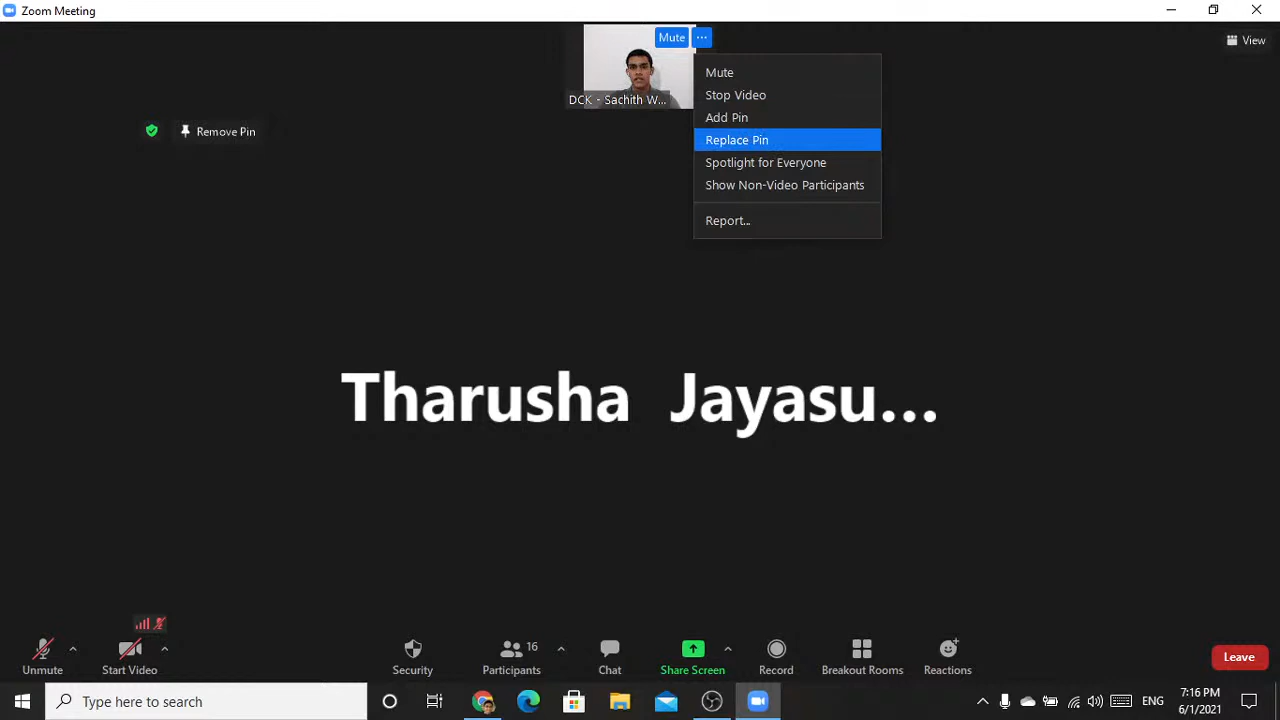 Zoom Meeting
Mute ...
View
DCK - Sachith W...
Mute
Stop Video
Add Pin
Replace Pin
Spotlight for Everyone
Show Non-Video Participants
Report...
Remove Pin
Tharusha Jayasu...
Unmute
Start Video
Security
16
Participants
Chat
Share Screen
Record
Breakout Rooms
Reactions
Leave
Type here to search
ENG
7:16 PM
6/1/2021